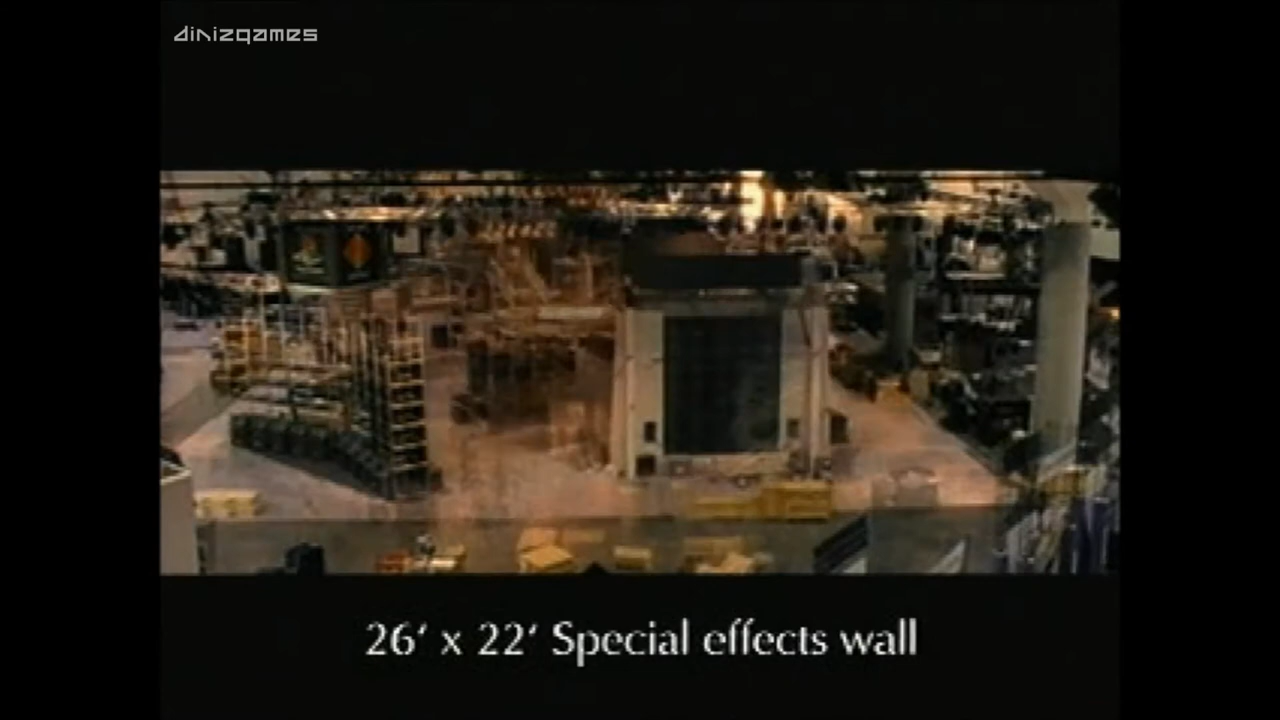 dinizgames
26‘ x 22‘ Special effects wall